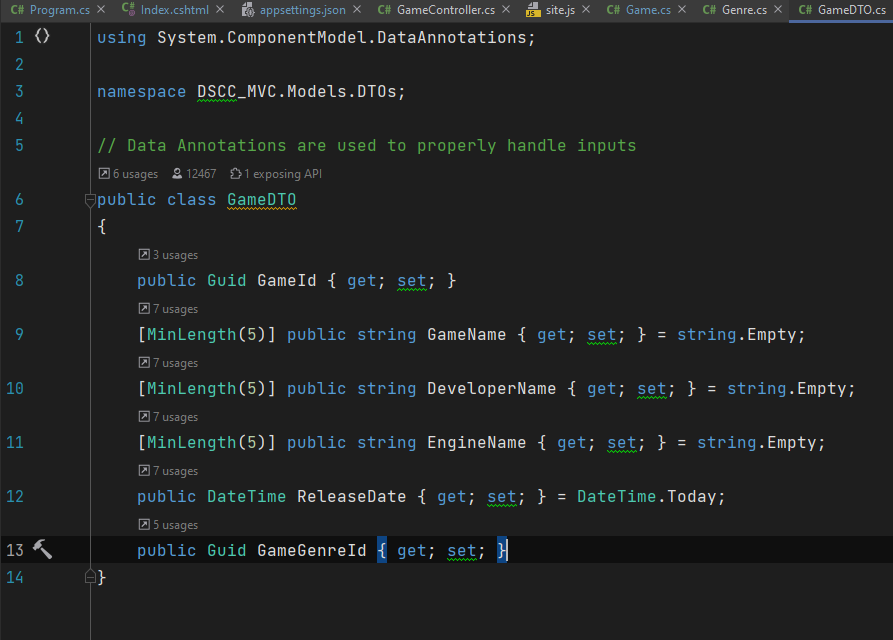 C# Program.cs × C# Index.cshtml × appsettings.json × C# GameController.cs × JS site.js × C# Game.cs × C# Genre.cs × C# GameDTO.cs
1 using System.ComponentModel.DataAnnotations;
2
3 namespace DSCC_MVC.Models.DTOs;
4
5 // Data Annotations are used to properly handle inputs
6 usages 12467 1 exposing API
6 public class GameDTO
7 {
3 usages
8 public Guid GameId { get; set; }
7 usages
9 [MinLength(5)] public string GameName { get; set; } = string.Empty;
7 usages
10 [MinLength(5)] public string DeveloperName { get; set; } = string.Empty;
7 usages
11 [MinLength(5)] public string EngineName { get; set; } = string.Empty;
7 usages
12 public DateTime ReleaseDate { get; set; } = DateTime.Today;
5 usages
13 public Guid GameGenreId { get; set; }
14 }